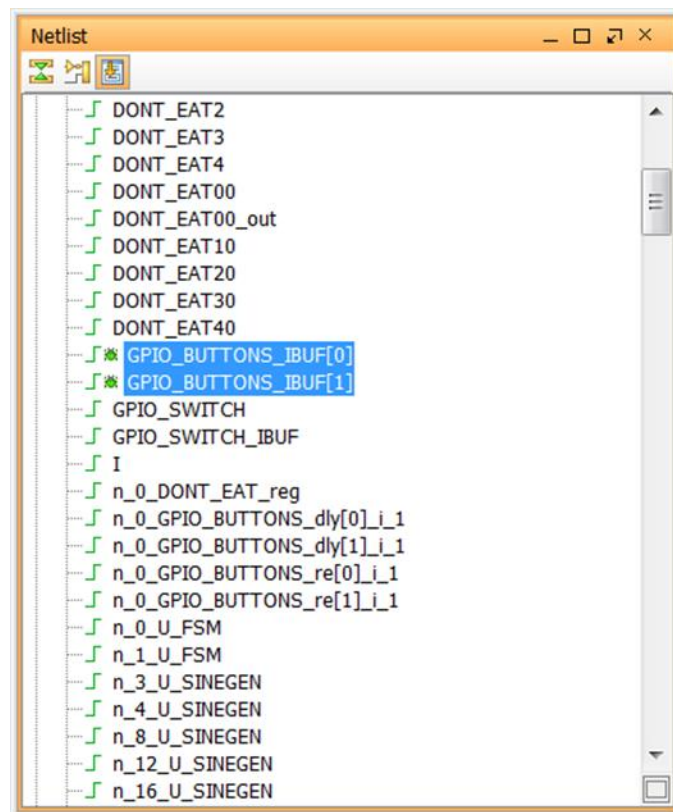 Netlist
DONT_EAT2
DONT_EAT3
DONT_EAT4
DONT_EAT00
DONT_EAT00_out
DONT_EAT10
DONT_EAT20
DONT_EAT30
DONT_EAT40
GPIO_BUTTONS_IBUF[0]
GPIO_BUTTONS_IBUF[1]
GPIO_SWITCH
GPIO_SWITCH_IBUF
I
n_0_DONT_EAT_reg
n_0_GPIO_BUTTONS_dly[0]_i_1
n_0_GPIO_BUTTONS_dly[1]_i_1
n_0_GPIO_BUTTONS_re[0]_i_1
n_0_GPIO_BUTTONS_re[1]_i_1
n_0_U_FSM
n_1_U_FSM
n_3_U_SINEGEN
n_4_U_SINEGEN
n_8_U_SINEGEN
n_12_U_SINEGEN
n_16_U_SINEGEN